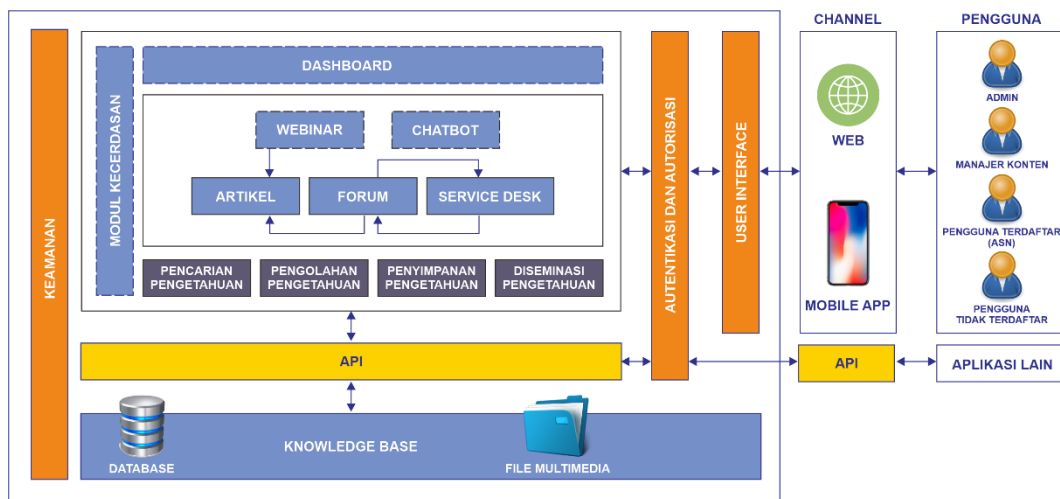 KEAMANAN
MODUL KECERDASAN
DASHBOARD
WEBINAR
CHATBOT
ARTIKEL
FORUM
SERVICE DESK
PENCARIAN
PENGETAHUAN
PENGOLAHAN
PENGETAHUAN
PENYIMPANAN
PENGETAHUAN
DISEMINASI
PENGETAHUAN
API
KNOWLEDGE BASE
DATABASE
FILE MULTIMEDIA
AUTENTIKASI DAN AUTORISASI
USER INTERFACE
CHANNEL
WEB
MOBILE APP
API
PENGGUNA
ADMIN
MANAJER KONTEN
PENGGUNA TERDAFTAR
(ASN)
PENGGUNA
TIDAK TERDAFTAR
APLIKASI LAIN